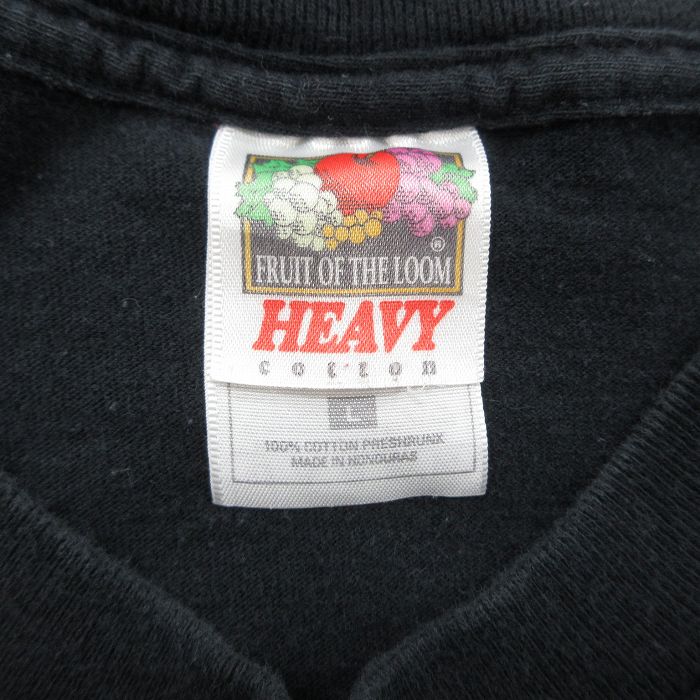 ®
FRUIT OF THE LOOM
HEAVY
cotton
L
100% COTTON PRESHRUNK
MADE IN HONDURAS